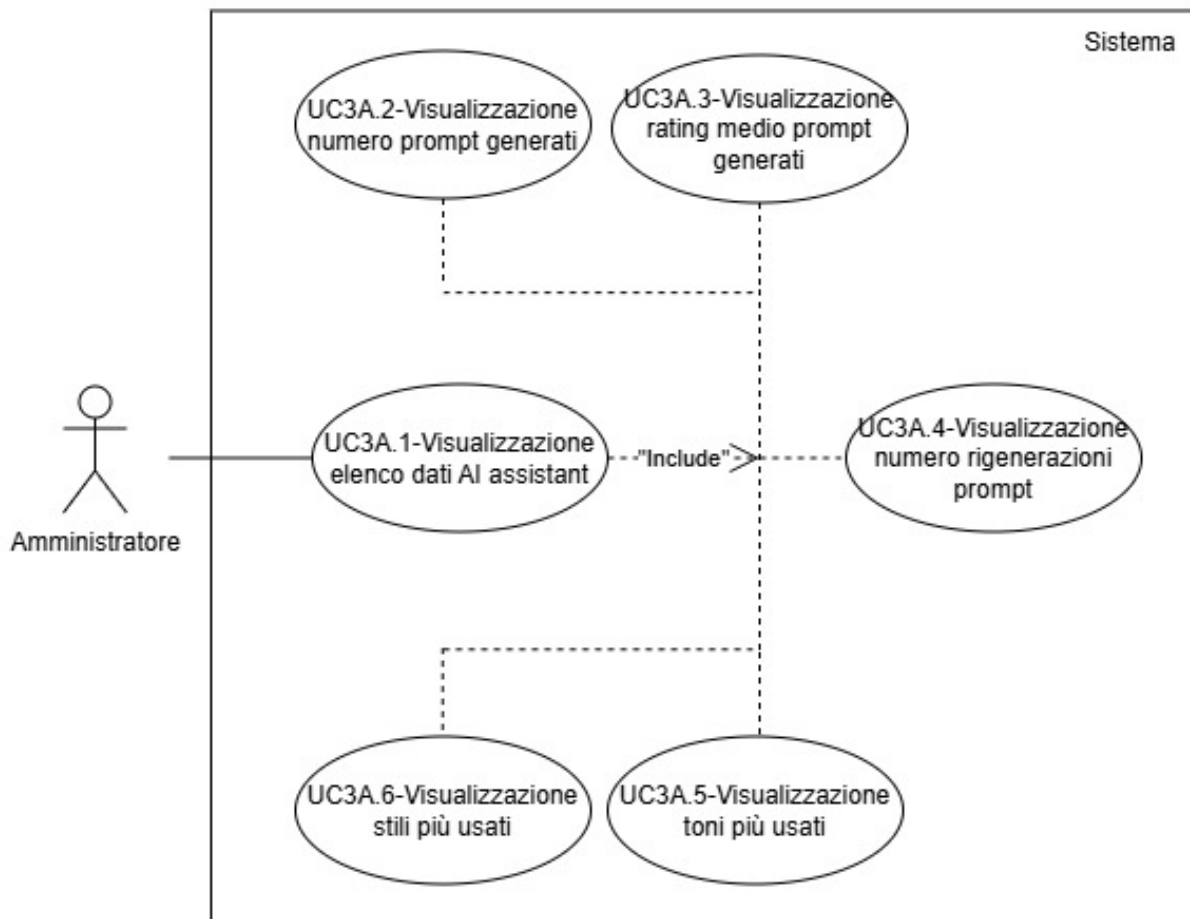 Sistema
UC3A.2-Visualizzazione
numero prompt generati
UC3A.3-Visualizzazione
rating medio prompt
generati
UC3A.1-Visualizzazione
elenco dati AI assistant
"Include"
UC3A.4-Visualizzazione
numero rigenerazioni
prompt
Amministratore
UC3A.6-Visualizzazione
stili più usati
UC3A.5-Visualizzazione
toni più usati